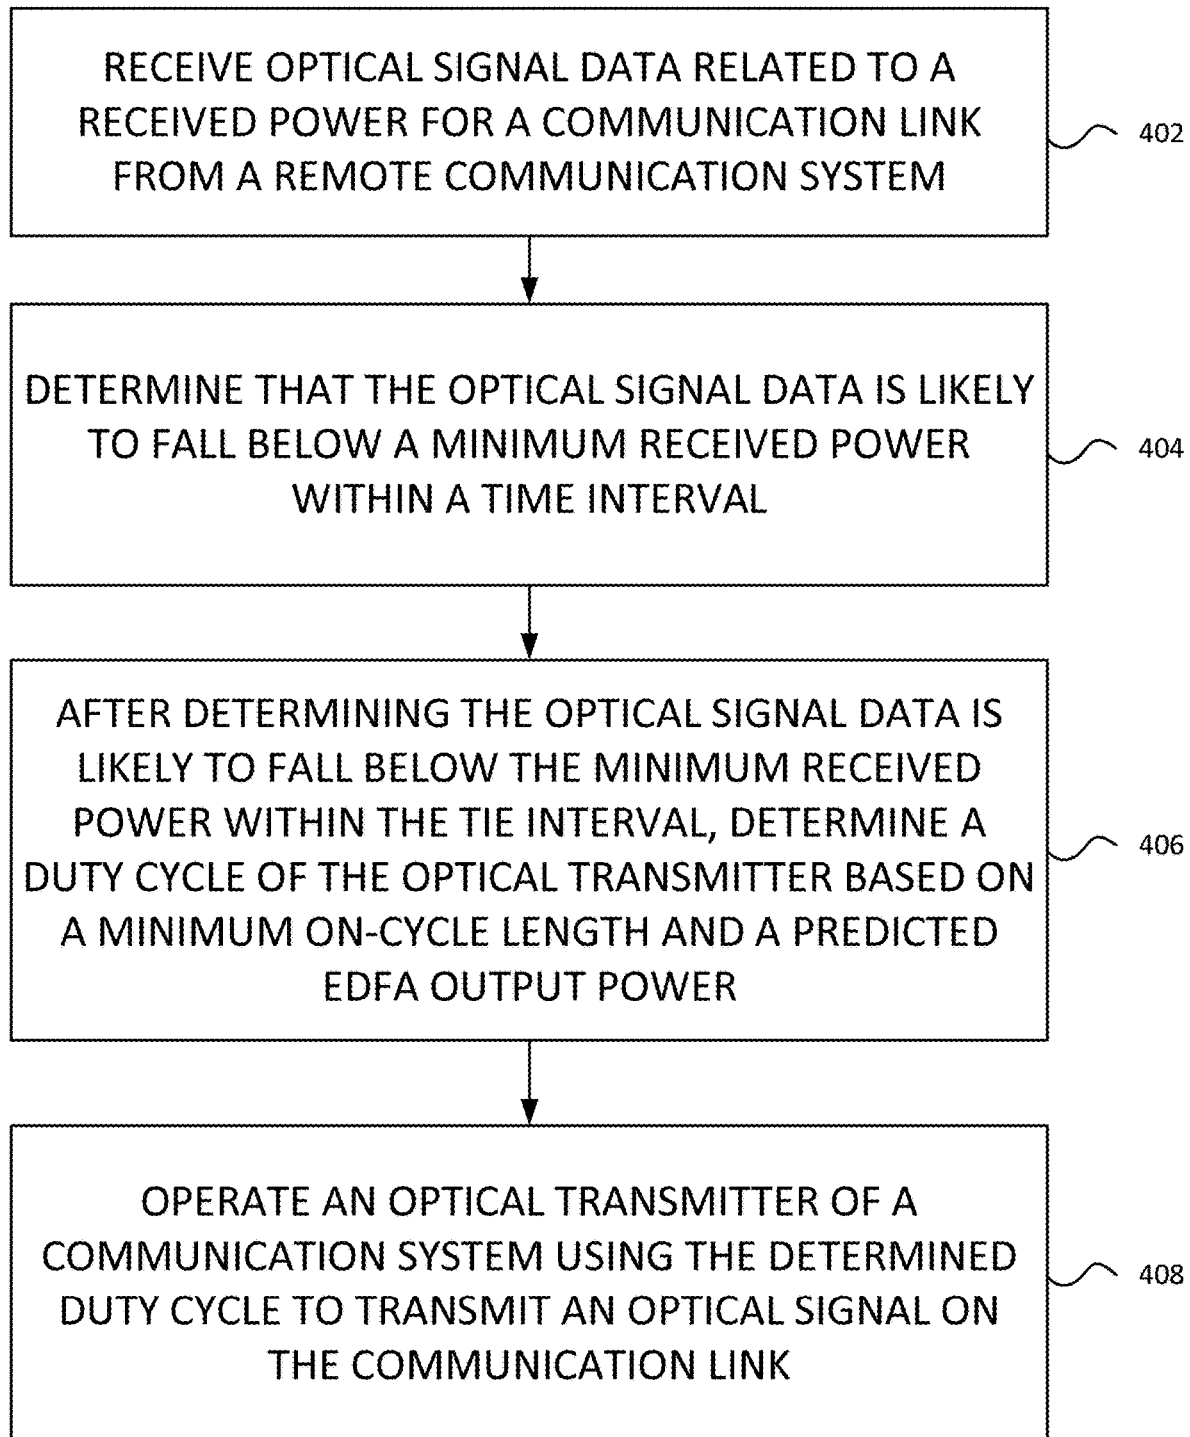 RECEIVE OPTICAL SIGNAL DATA RELATED TO A
RECEIVED POWER FOR A COMMUNICATION LINK
FROM A REMOTE COMMUNICATION SYSTEM
402
DETERMINE THAT THE OPTICAL SIGNAL DATA IS LIKELY
TO FALL BELOW A MINIMUM RECEIVED POWER
WITHIN A TIME INTERVAL
404
AFTER DETERMINING THE OPTICAL SIGNAL DATA IS
LIKELY TO FALL BELOW THE MINIMUM RECEIVED
POWER WITHIN THE TIE INTERVAL, DETERMINE A
DUTY CYCLE OF THE OPTICAL TRANSMITTER BASED ON
A MINIMUM ON-CYCLE LENGTH AND A PREDICTED
EDFA OUTPUT POWER
406
OPERATE AN OPTICAL TRANSMITTER OF A
COMMUNICATION SYSTEM USING THE DETERMINED
DUTY CYCLE TO TRANSMIT AN OPTICAL SIGNAL ON
THE COMMUNICATION LINK
408